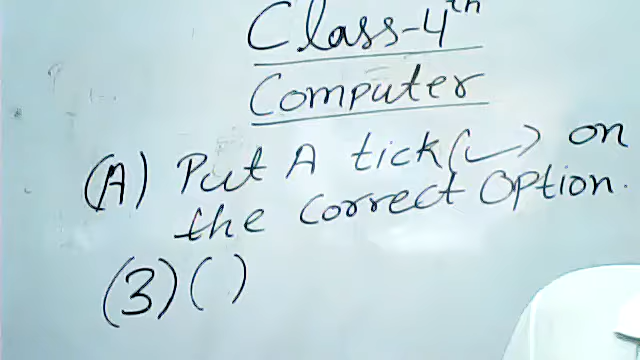 Class-4th
Computer
(A) Put A tick(✓) on
the Correct Option.
(3) ( )